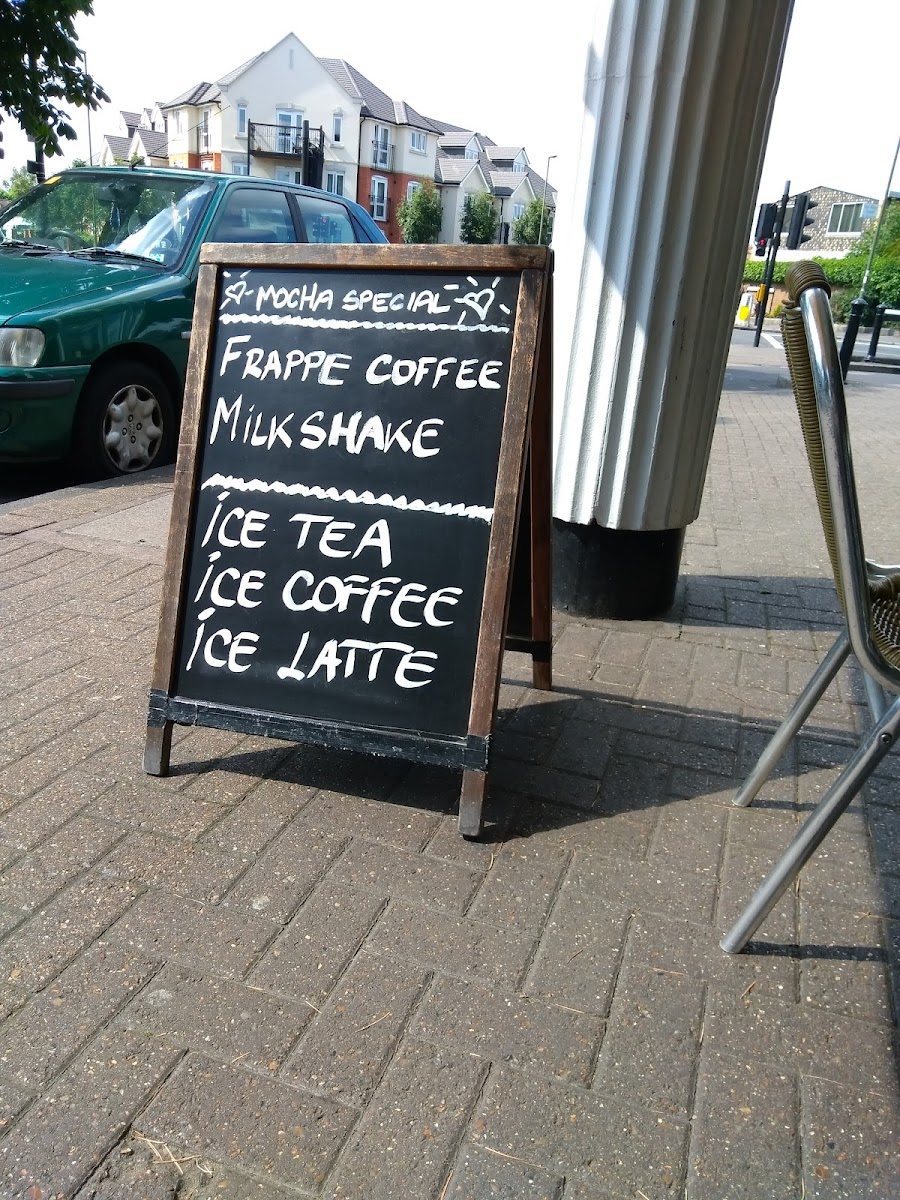 - MOCHA SPECIAL -
FRAPPE COFFEE
MILKSHAKE
ICE TEA
ICE COFFEE
ICE LATTE